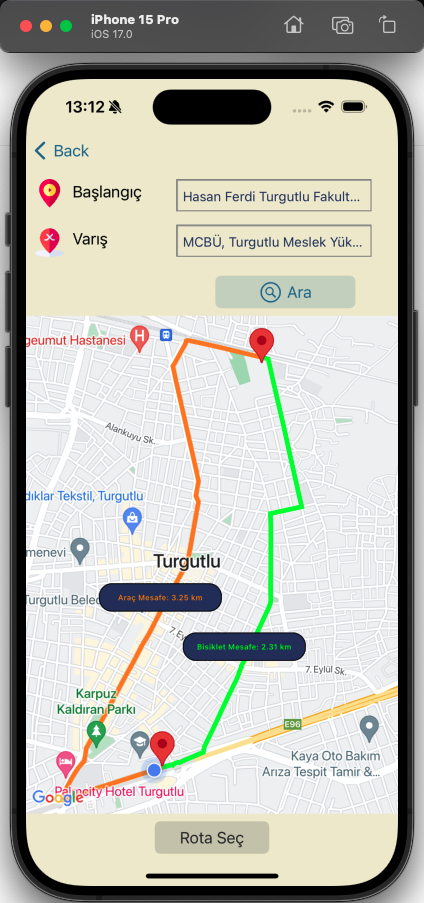 iPhone 15 Pro
iOS 17.0
13:12
Back
Başlangıç
Hasan Ferdi Turgutlu Fakult...
Varış
MCBÜ, Turgutlu Meslek Yük...
Ara
geumut Hastanesi
H
Alankuyu Sk.
dıklar Tekstil, Turgutlu
menevi
Turgutlu
Turgutlu Belec
Araç Mesafe: 3.25 km
7. Ey
Bisiklet Mesafe: 2.31 km
7. Eylül Sk.
Karpuz
Kaldıran Parkı
E96
Kaya Oto Bakım
Arıza Tespit Tamir &...
Google
Palmcity Hotel Turgutlu
Rota Seç